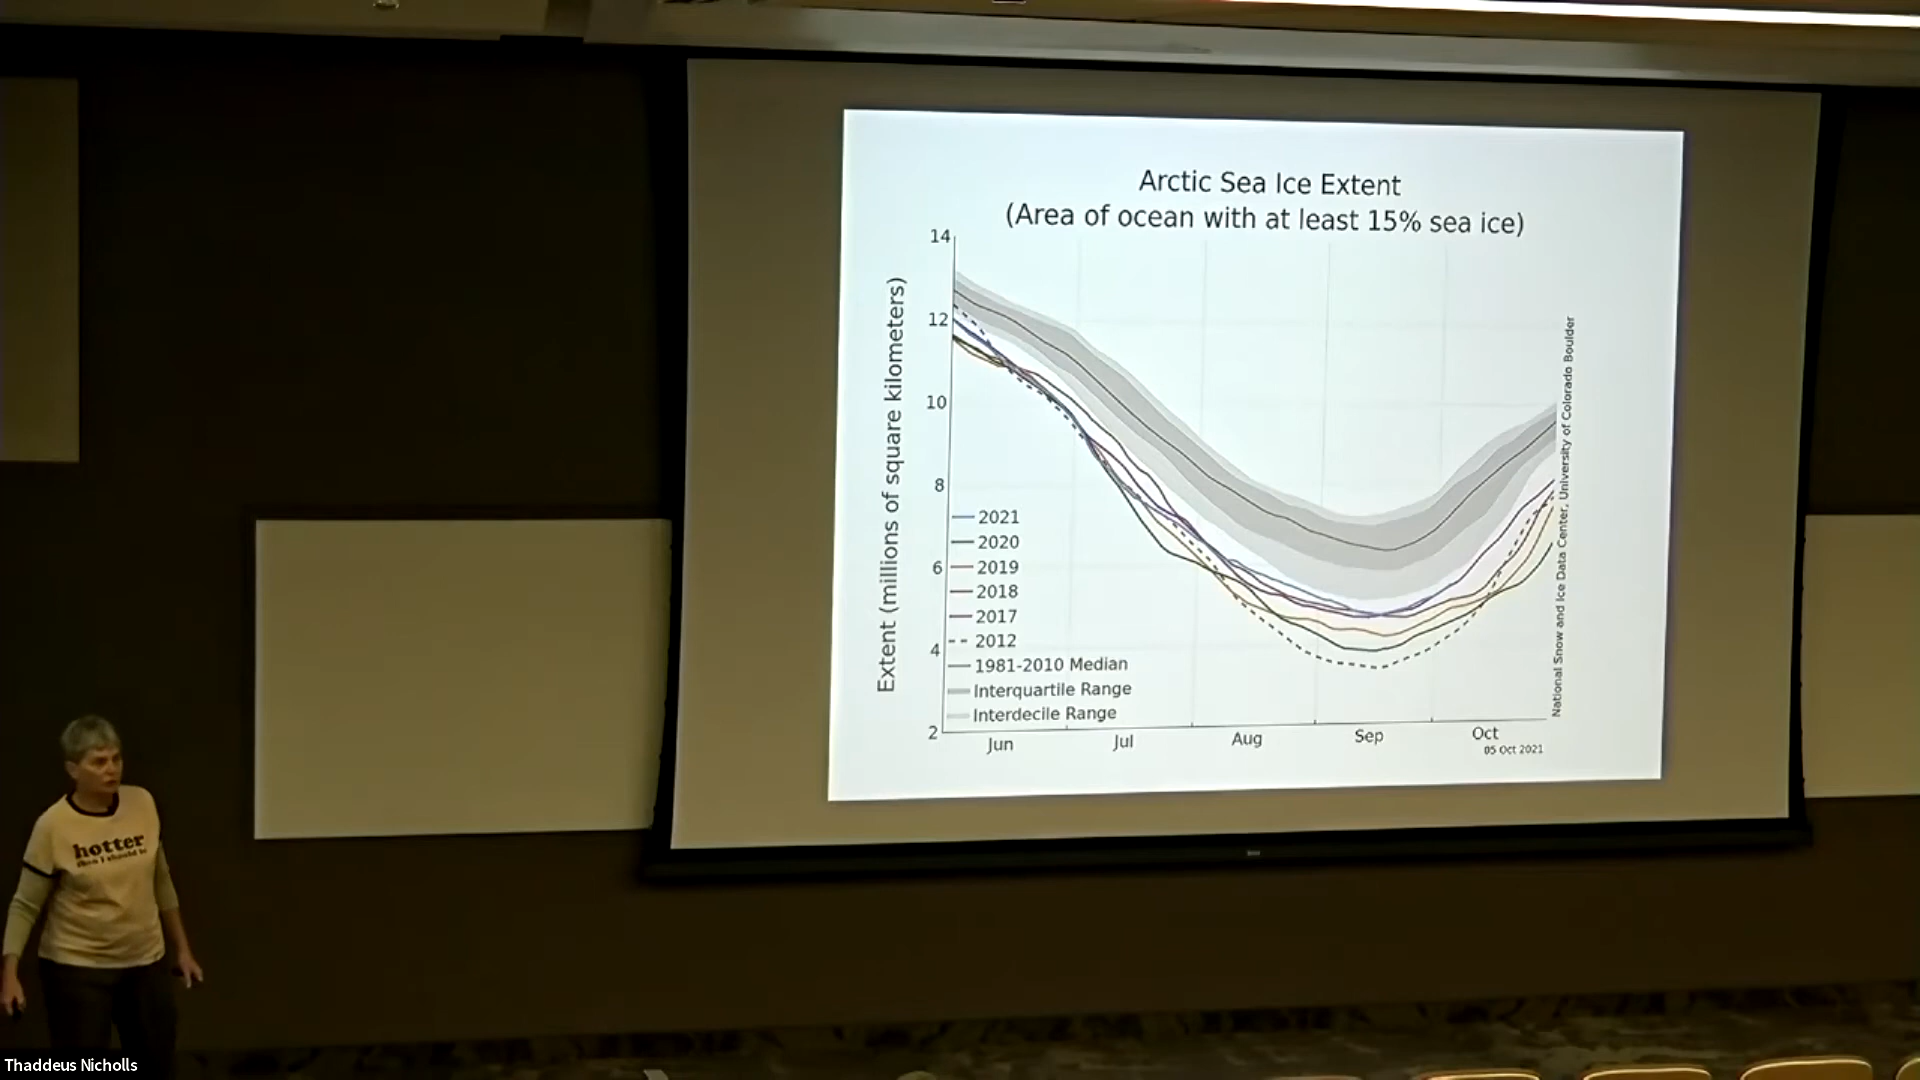 Arctic Sea Ice Extent
(Area of ocean with at least 15% sea ice)
Extent (millions of square kilometers)
14
12
10
8
6
4
2
2021
2020
2019
2018
2017
2012
1981-2010 Median
Interquartile Range
Interdecile Range
Jun
Jul
Aug
Sep
Oct
05 Oct 2021
National Snow and Ice Data Center, University of Colorado Boulder
hotter
than I should be
Thaddeus Nicholls